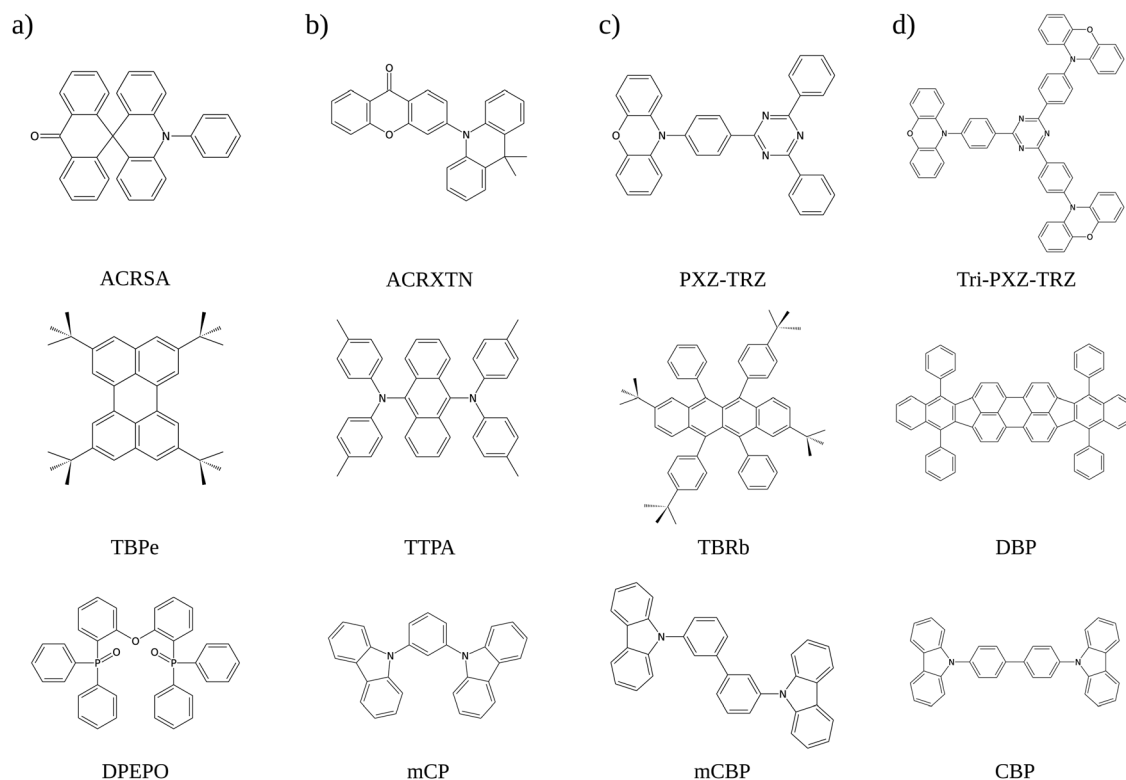 a) b) c) d)
O N
O O N
O N N N N
O N N N N O N N O
ACRSA ACRXTN PXZ-TRZ Tri-PXZ-TRZ
N N
TBPe TTPA TBRb DBP
O P O O P
N N
N N
N N
DPEPO mCP mCBP CBP